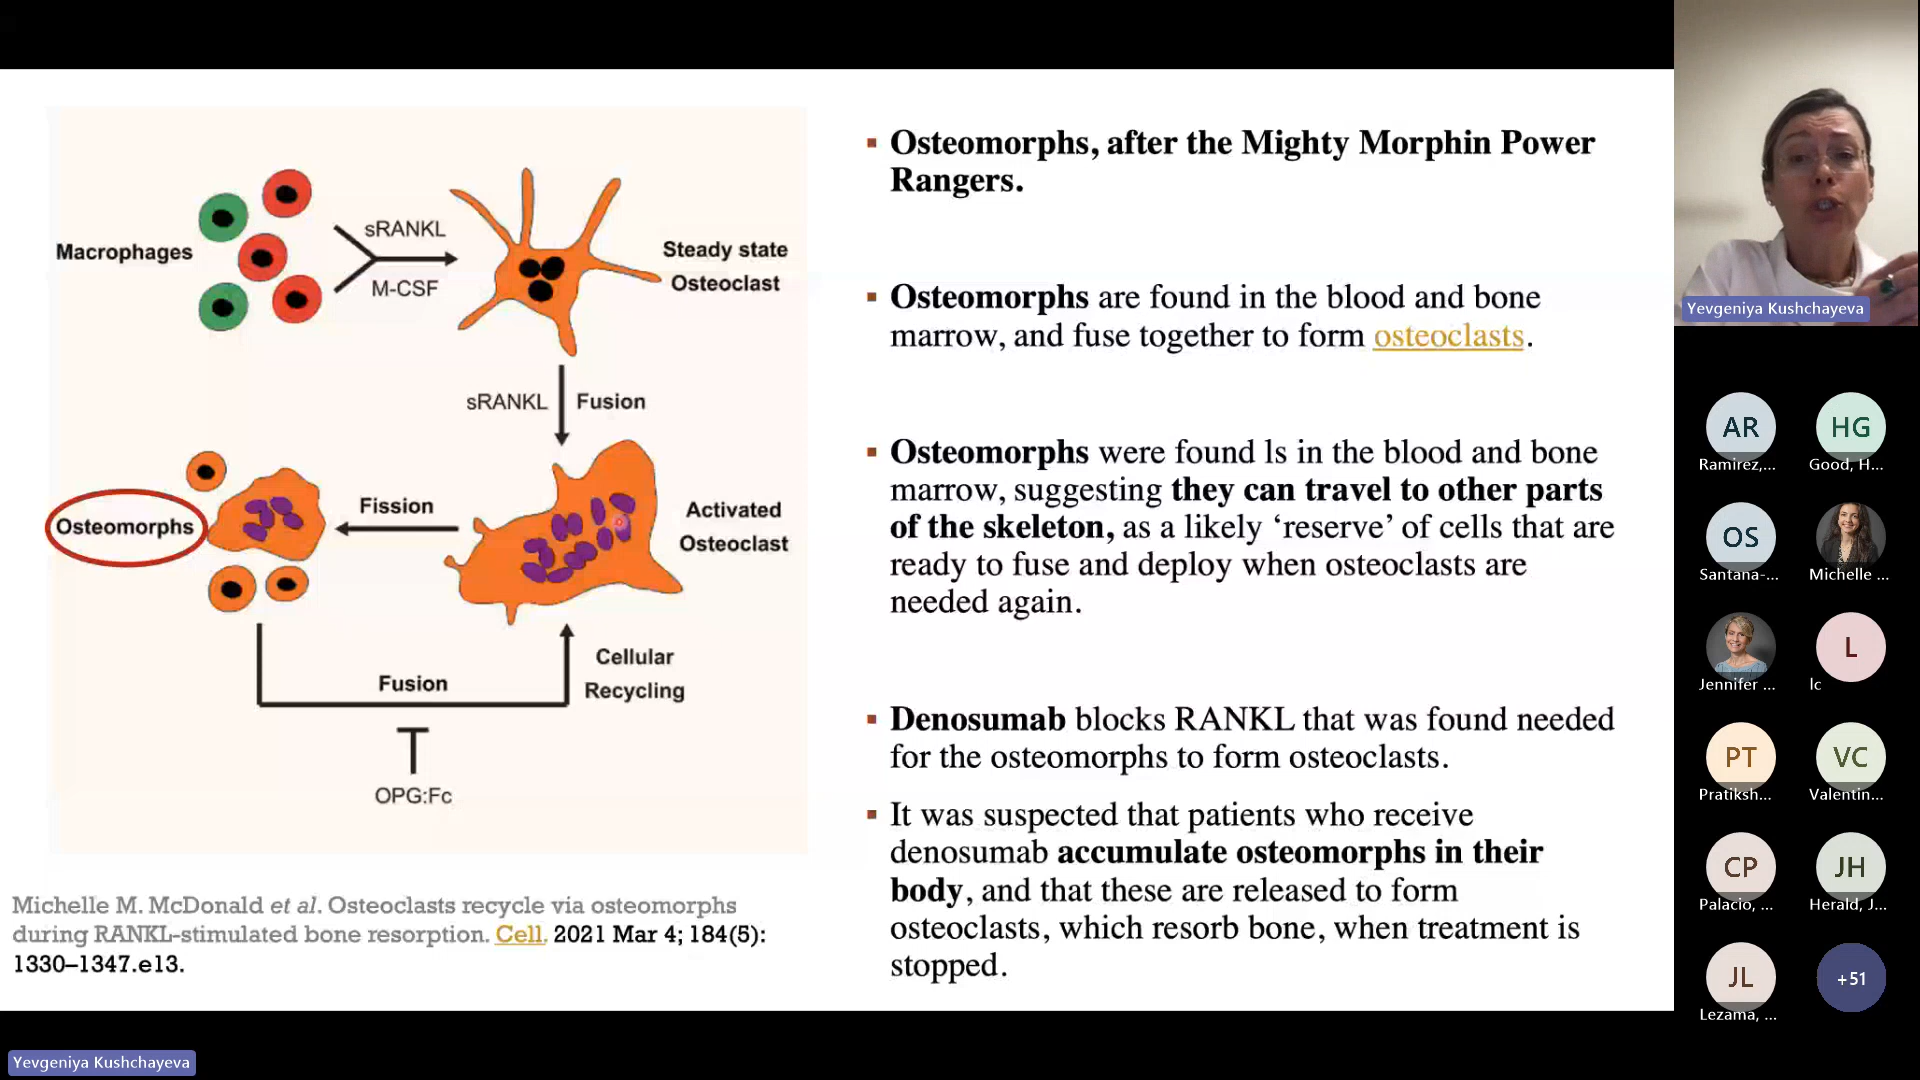 Macrophages
sRANKL
M-CSF
Steady state
Osteoclast
sRANKL
Fusion
Osteomorphs
Fission
Activated
Osteoclast
Fusion
Cellular
Recycling
OPG:Fc
Michelle M. McDonald et al. Osteoclasts recycle via osteomorphs
during RANKL-stimulated bone resorption. Cell. 2021 Mar 4; 184(5):
1330–1347.e13.
▪ Osteomorphs, after the Mighty Morphin Power
Rangers.
▪ Osteomorphs are found in the blood and bone
marrow, and fuse together to form osteoclasts.
▪ Osteomorphs were found ls in the blood and bone
marrow, suggesting they can travel to other parts
of the skeleton, as a likely ‘reserve’ of cells that are
ready to fuse and deploy when osteoclasts are
needed again.
▪ Denosumab blocks RANKL that was found needed
for the osteomorphs to form osteoclasts.
▪ It was suspected that patients who receive
denosumab accumulate osteomorphs in their
body, and that these are released to form
osteoclasts, which resorb bone, when treatment is
stopped.
Yevgeniya Kushchayeva
AR
HG
Ramirez,...
Good, H...
OS
Santana-...
Michelle ...
L
Jennifer ...
lc
PT
VC
Pratiksh...
Valentin...
CP
JH
Palacio, ...
Herald, J...
JL
+51
Lezama, ...
Yevgeniya Kushchayeva